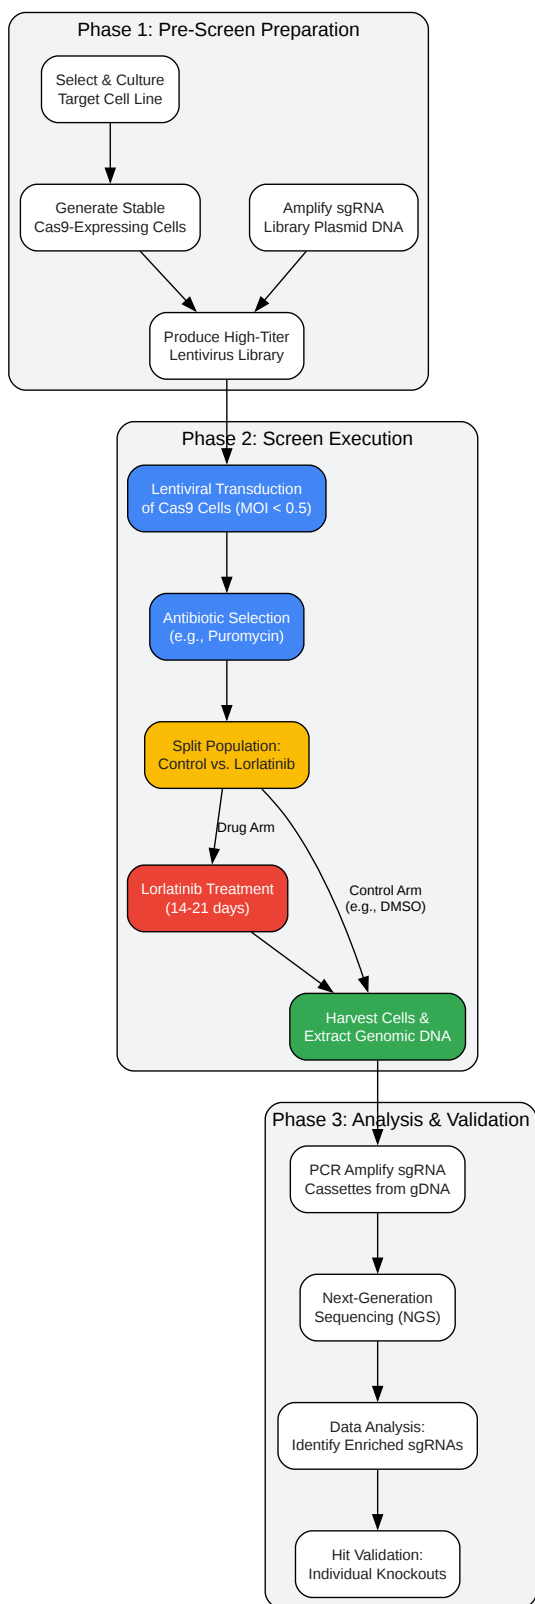 Phase 1: Pre-Screen Preparation
Select & Culture
Target Cell Line
Generate Stable
Cas9-Expressing Cells
Amplify sgRNA
Library Plasmid DNA
Produce High-Titer
Lentivirus Library
Phase 2: Screen Execution
Lentiviral Transduction
of Cas9 Cells (MOI < 0.5)
Antibiotic Selection
(e.g., Puromycin)
Split Population:
Control vs. Lorlatinib
Drug Arm
Lorlatinib Treatment
(14-21 days)
Control Arm
(e.g., DMSO)
Harvest Cells &
Extract Genomic DNA
Phase 3: Analysis & Validation
PCR Amplify sgRNA
Cassettes from gDNA
Next-Generation
Sequencing (NGS)
Data Analysis:
Identify Enriched sgRNAs
Hit Validation:
Individual Knockouts